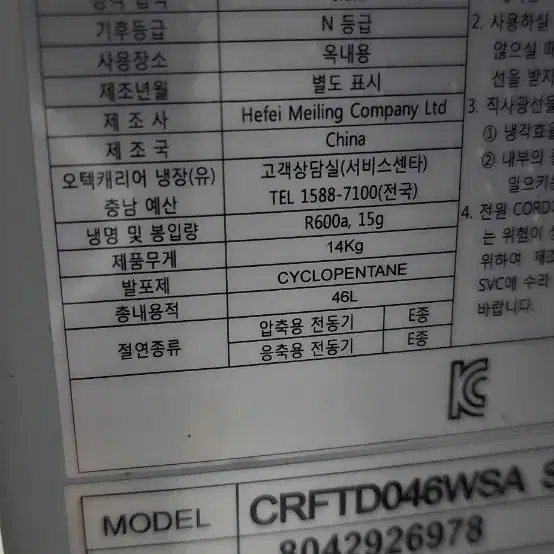 기후등급 N 등급
사용장소 옥내용
제조년월 별도 표시
제 조 사 Hefei Meiling Company Ltd
제 조 국 China
오텍캐리어 냉장(유) 고객상담실(서비스센타)
충남 예산 TEL 1588-7100(전국)
냉명 및 봉입량 R600a, 15g
제품무게 14Kg
발포제 CYCLOPENTANE
총내용적 46L
절연종류 압축용 전동기 E종
응축용 전동기 E종
2. 사용하실
않으실 때
선을 받지
3. 직사광선을
① 냉각효율
② 내부의
일으키는
4. 전원 CORD
는 위험이
위하여 제조
SVC에 수리
바랍니다.
KC
MODEL CRFTD046WSA S
8042926978